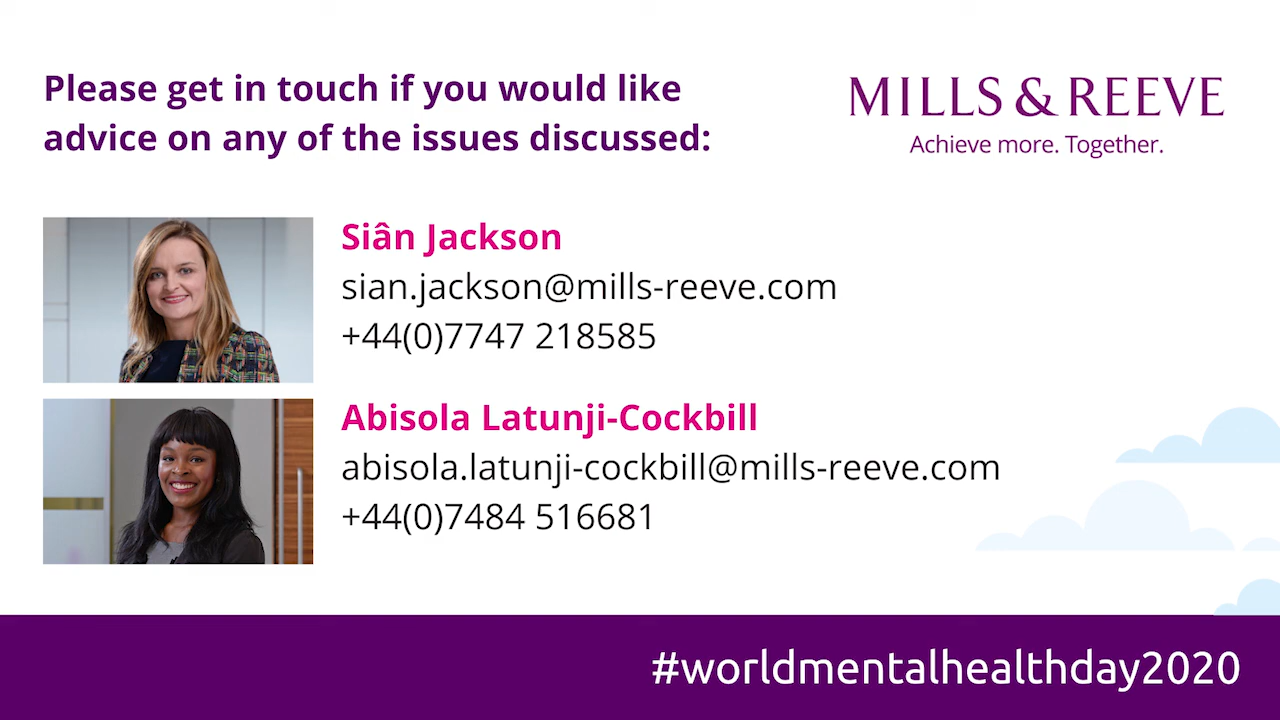 Please get in touch if you would like
advice on any of the issues discussed:
MILLS & REEVE
Achieve more. Together.
Siân Jackson
sian.jackson@mills-reeve.com
+44(0)7747 218585
Abisola Latunji-Cockbill
abisola.latunji-cockbill@mills-reeve.com
+44(0)7484 516681
#worldmentalhealthday2020